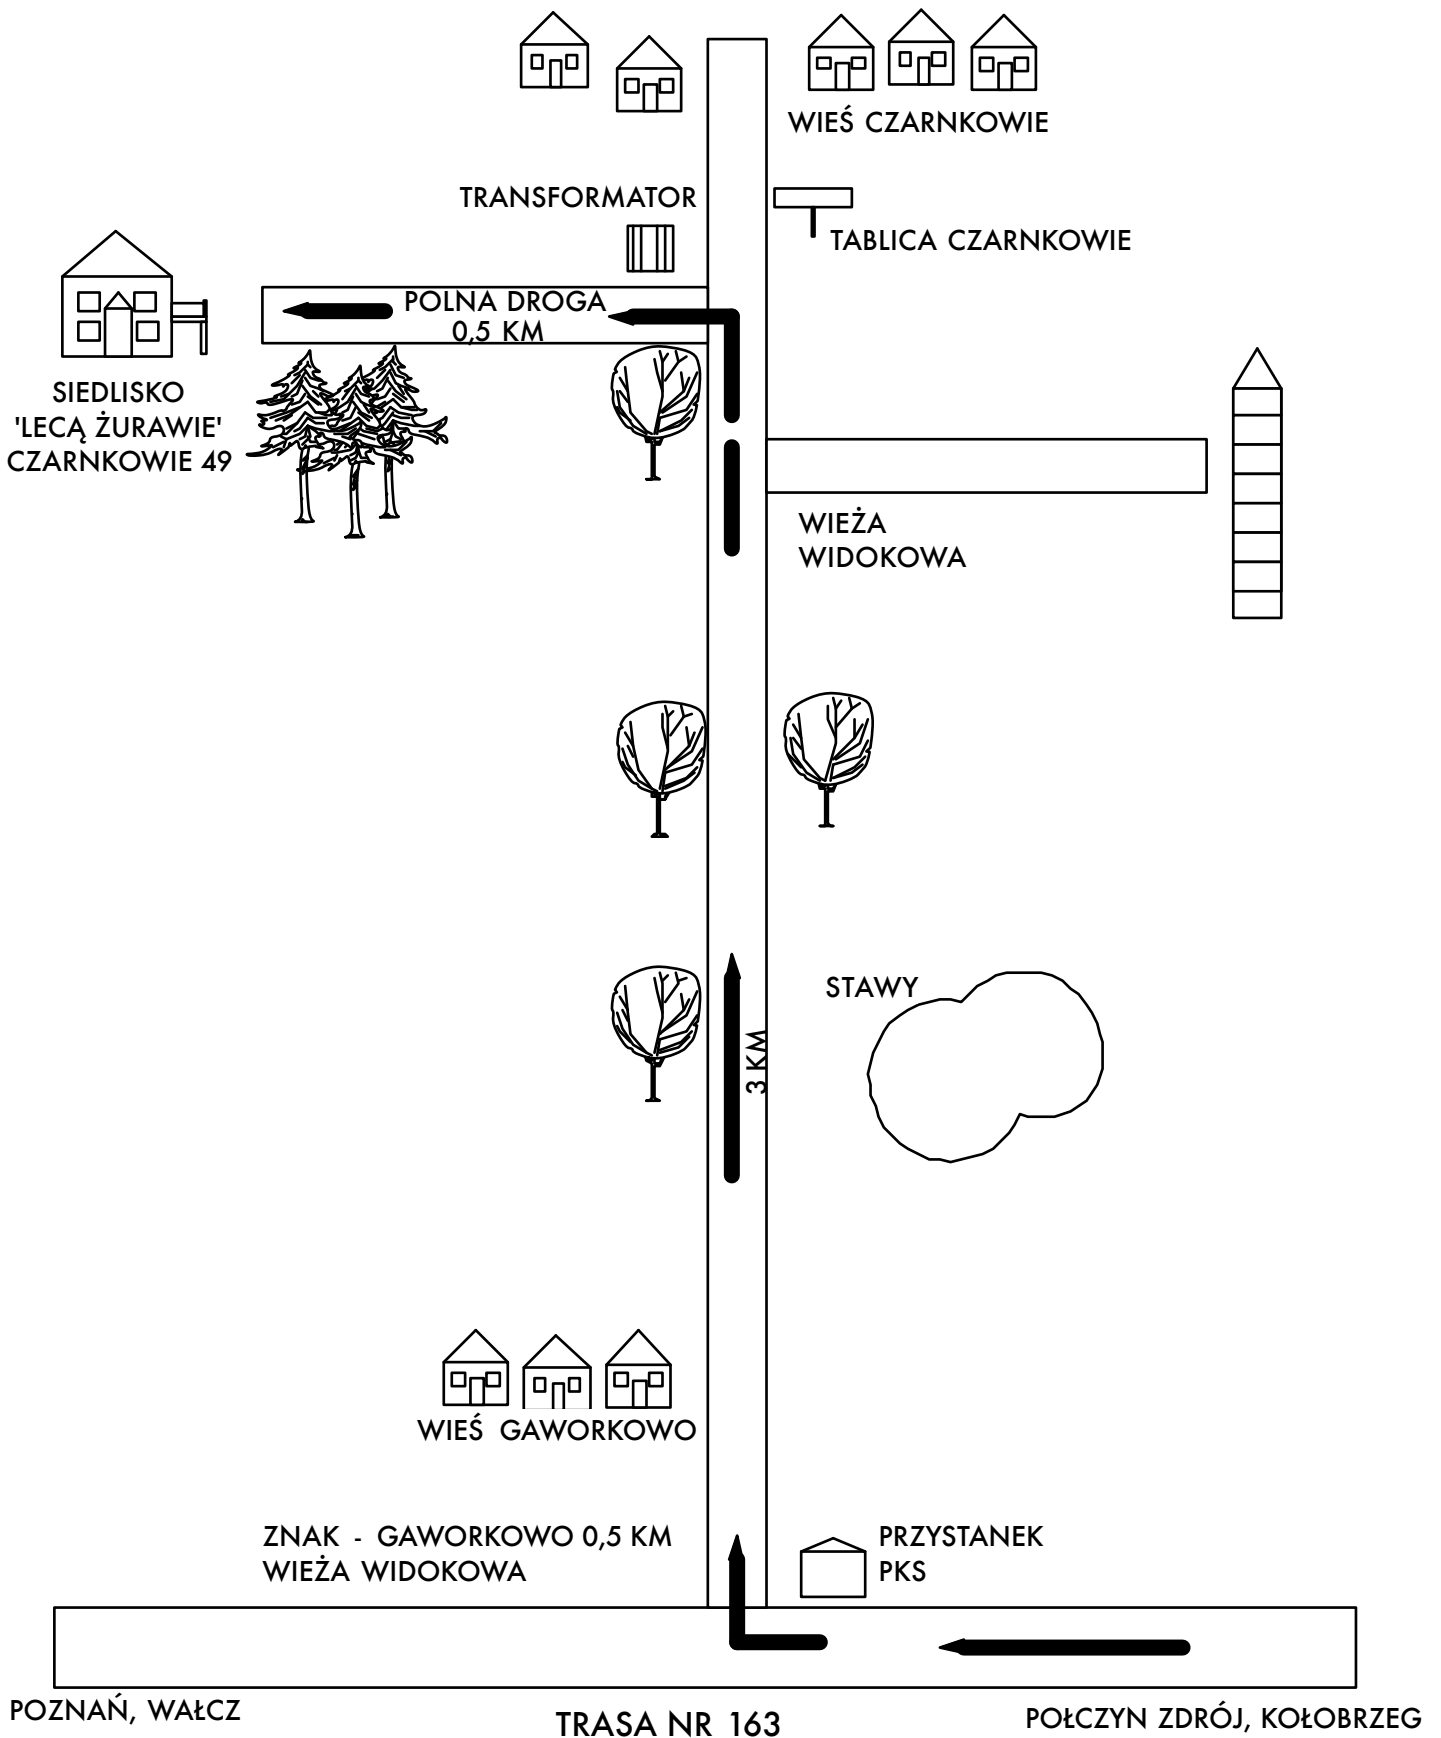 WIEŚ CZARNKOWIE
TRANSFORMATOR
TABLICA CZARNKOWIE
POLNA DROGA
0,5 KM
SIEDLISKO
'LECĄ ŻURAWIE'
CZARNKOWIE 49
WIEŻA
WIDOKOWA
STAWY
3 KM
WIEŚ GAWORKOWO
ZNAK - GAWORKOWO 0,5 KM
WIEŻA WIDOKOWA
PRZYSTANEK
PKS
POZNAŃ, WAŁCZ
TRASA NR 163
POŁCZYN ZDRÓJ, KOŁOBRZEG